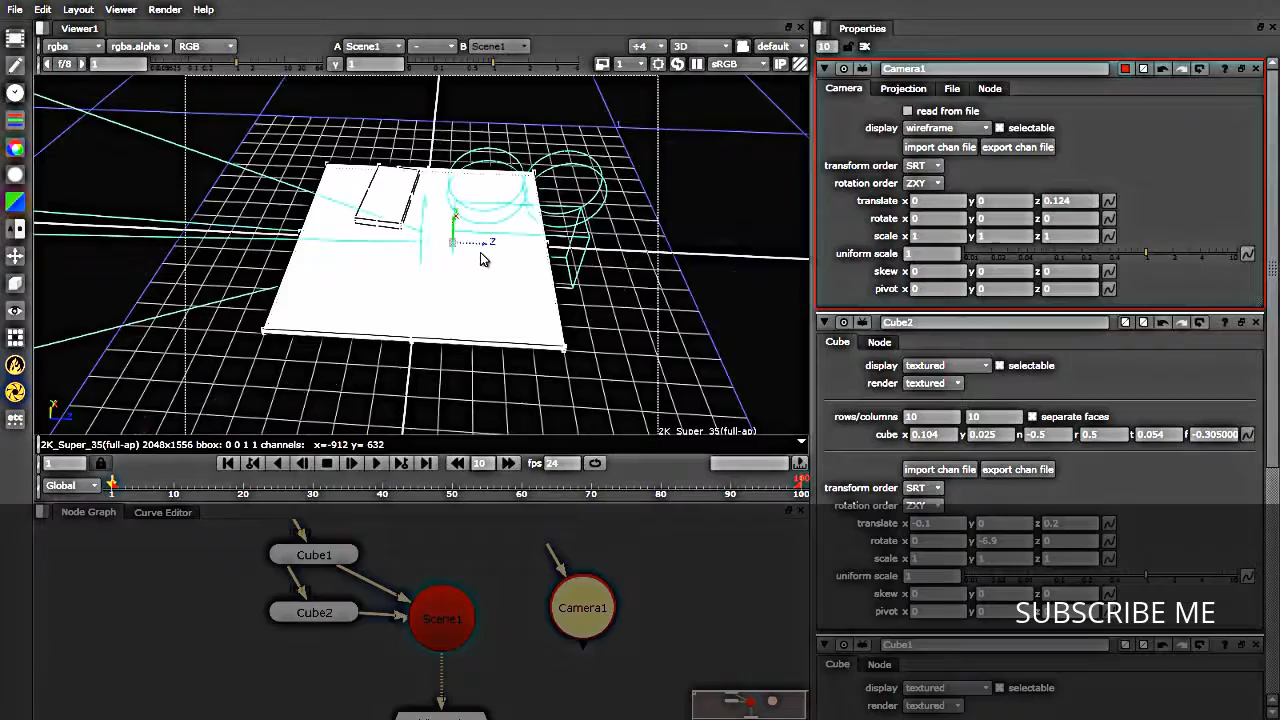 File Edit Layout Viewer Render Help
Viewer1
rgba rgba.alpha RGB A Scene1 - B Scene1 ÷4 3D default
f/8 1 Y 1 1 sRGB IP
1
Z
2K_Super_35(full-ap)
2K_Super_35(full-ap) 2048x1556 bbox: 0 0 1 1 channels: x=-912 y= 632
1 10 fps 24
Global 1 10 20 30 40 50 60 70 80 90 100
100
Node Graph Curve Editor
Cube1
Cube2
Scene1
Camera1
etc
Properties
10
Camera1
Camera Projection File Node
read from file
display wireframe selectable
import chan file export chan file
transform order SRT
rotation order ZXY
translate x 0 y 0 z 0.124
rotate x 0 y 0 z 0
scale x 1 y 1 z 1
uniform scale 1
skew x 0 y 0 z 0
pivot x 0 y 0 z 0
Cube2
Cube Node
display textured selectable
render textured
rows/columns 10 10 separate faces
cube x 0.104 y 0.025 n -0.5 r 0.5 t 0.054 f -0.305000
import chan file export chan file
transform order SRT
rotation order ZXY
translate x -0.1 y 0 z 0.2
rotate x 0 y -6.9 z 0
scale x 1 y 1 z 1
uniform scale 1
skew x 0 y 0 z 0
pivot x 0 y 0 z 0
SUBSCRIBE ME
Cube1
Cube Node
display textured selectable
render textured